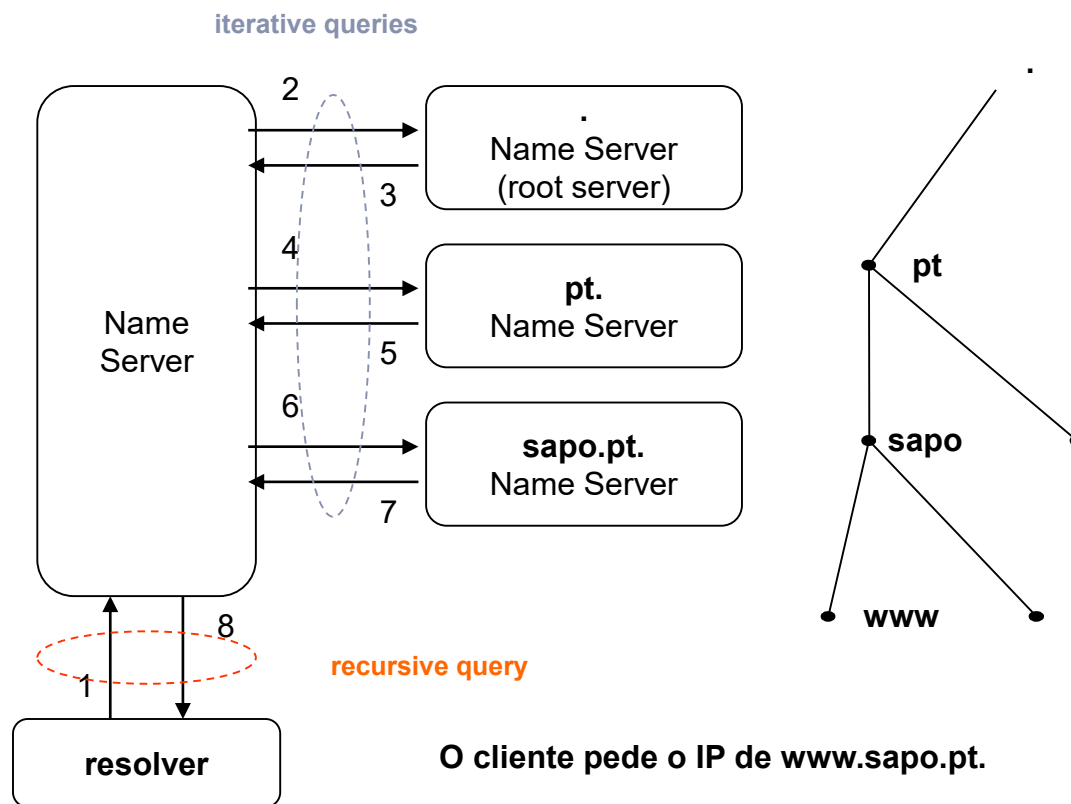 iterative queries
2
.
Name Server
(root server)
3
4
pt.
Name Server
5
Name
Server
6
sapo.pt.
Name Server
7
8
1
recursive query
resolver
O cliente pede o IP de www.sapo.pt.
.
pt
sapo
www